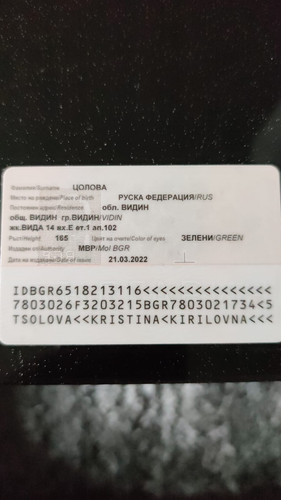 Фамилия/Surname ЦОЛОВА
Място на раждане/Place of birth РУСКА ФЕДЕРАЦИЯ/RUS
Постоянен адрес/Residence обл. ВИДИН
общ. ВИДИН гр.ВИДИН/VIDIN
жк.ВИДА 14 вх.Е ет.1 ап.102
Ръст/Height 165 Цвят на очите/Color of eyes ЗЕЛЕНИ/GREEN
Издаден от/Authority МВР/MoI BGR
Дата на издаване/Date of issue 21.03.2022
IDBGR6518213116<<<<<<<<<<<<<<<
7803026F3203215BGR7803021734<5
TSOLOVA<<KRISTINA<KIRILOVNA<<<